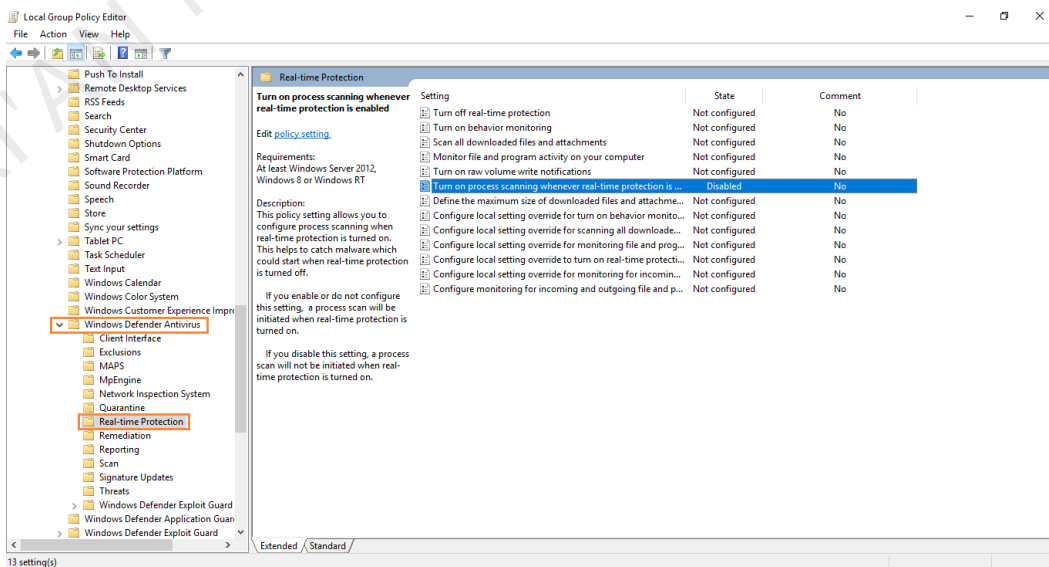 Local Group Policy Editor
File Action View Help
Push To Install
Remote Desktop Services
RSS Feeds
Search
Security Center
Shutdown Options
Smart Card
Software Protection Platform
Sound Recorder
Speech
Store
Sync your settings
Tablet PC
Task Scheduler
Text Input
Windows Calendar
Windows Color System
Windows Customer Experience Impr
Windows Defender Antivirus
Client Interface
Exclusions
MAPS
MpEngine
Network Inspection System
Quarantine
Real-time Protection
Remediation
Reporting
Scan
Signature Updates
Threats
Windows Defender Exploit Guard
Windows Defender Application Guar
Windows Defender Exploit Guard
Real-time Protection
Turn on process scanning whenever
real-time protection is enabled
Edit policy setting
Requirements:
At least Windows Server 2012,
Windows 8 or Windows RT
Description:
This policy setting allows you to
configure process scanning when
real-time protection is turned on.
This helps to catch malware which
could start when real-time protection
is turned off.
If you enable or do not configure
this setting, a process scan will be
initiated when real-time protection is
turned on.
If you disable this setting, a process
scan will not be initiated when real-
time protection is turned on.
Setting State Comment
Turn off real-time protection Not configured No
Turn on behavior monitoring Not configured No
Scan all downloaded files and attachments Not configured No
Monitor file and program activity on your computer Not configured No
Turn on raw volume write notifications Not configured No
Turn on process scanning whenever real-time protection is ... Disabled No
Define the maximum size of downloaded files and attachme... Not configured No
Configure local setting override for turn on behavior monito... Not configured No
Configure local setting override for scanning all downloade... Not configured No
Configure local setting override for monitoring file and prog... Not configured No
Configure local setting override to turn on real-time protecti... Not configured No
Configure local setting override for monitoring for incomin... Not configured No
Configure monitoring for incoming and outgoing file and p... Not configured No
Extended Standard
13 setting(s)